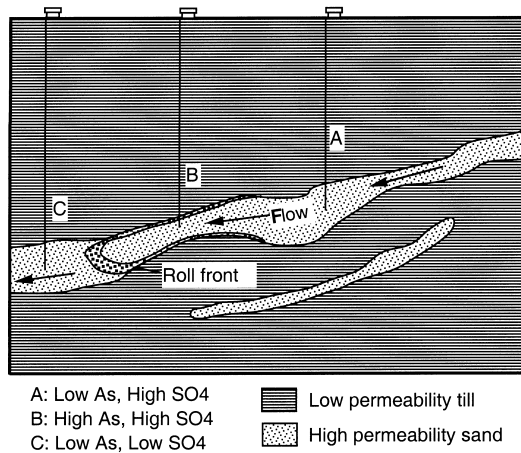 A
B
C
Flow
Roll front
A: Low As, High SO4
B: High As, High SO4
C: Low As, Low SO4
Low permeability till
High permeability sand